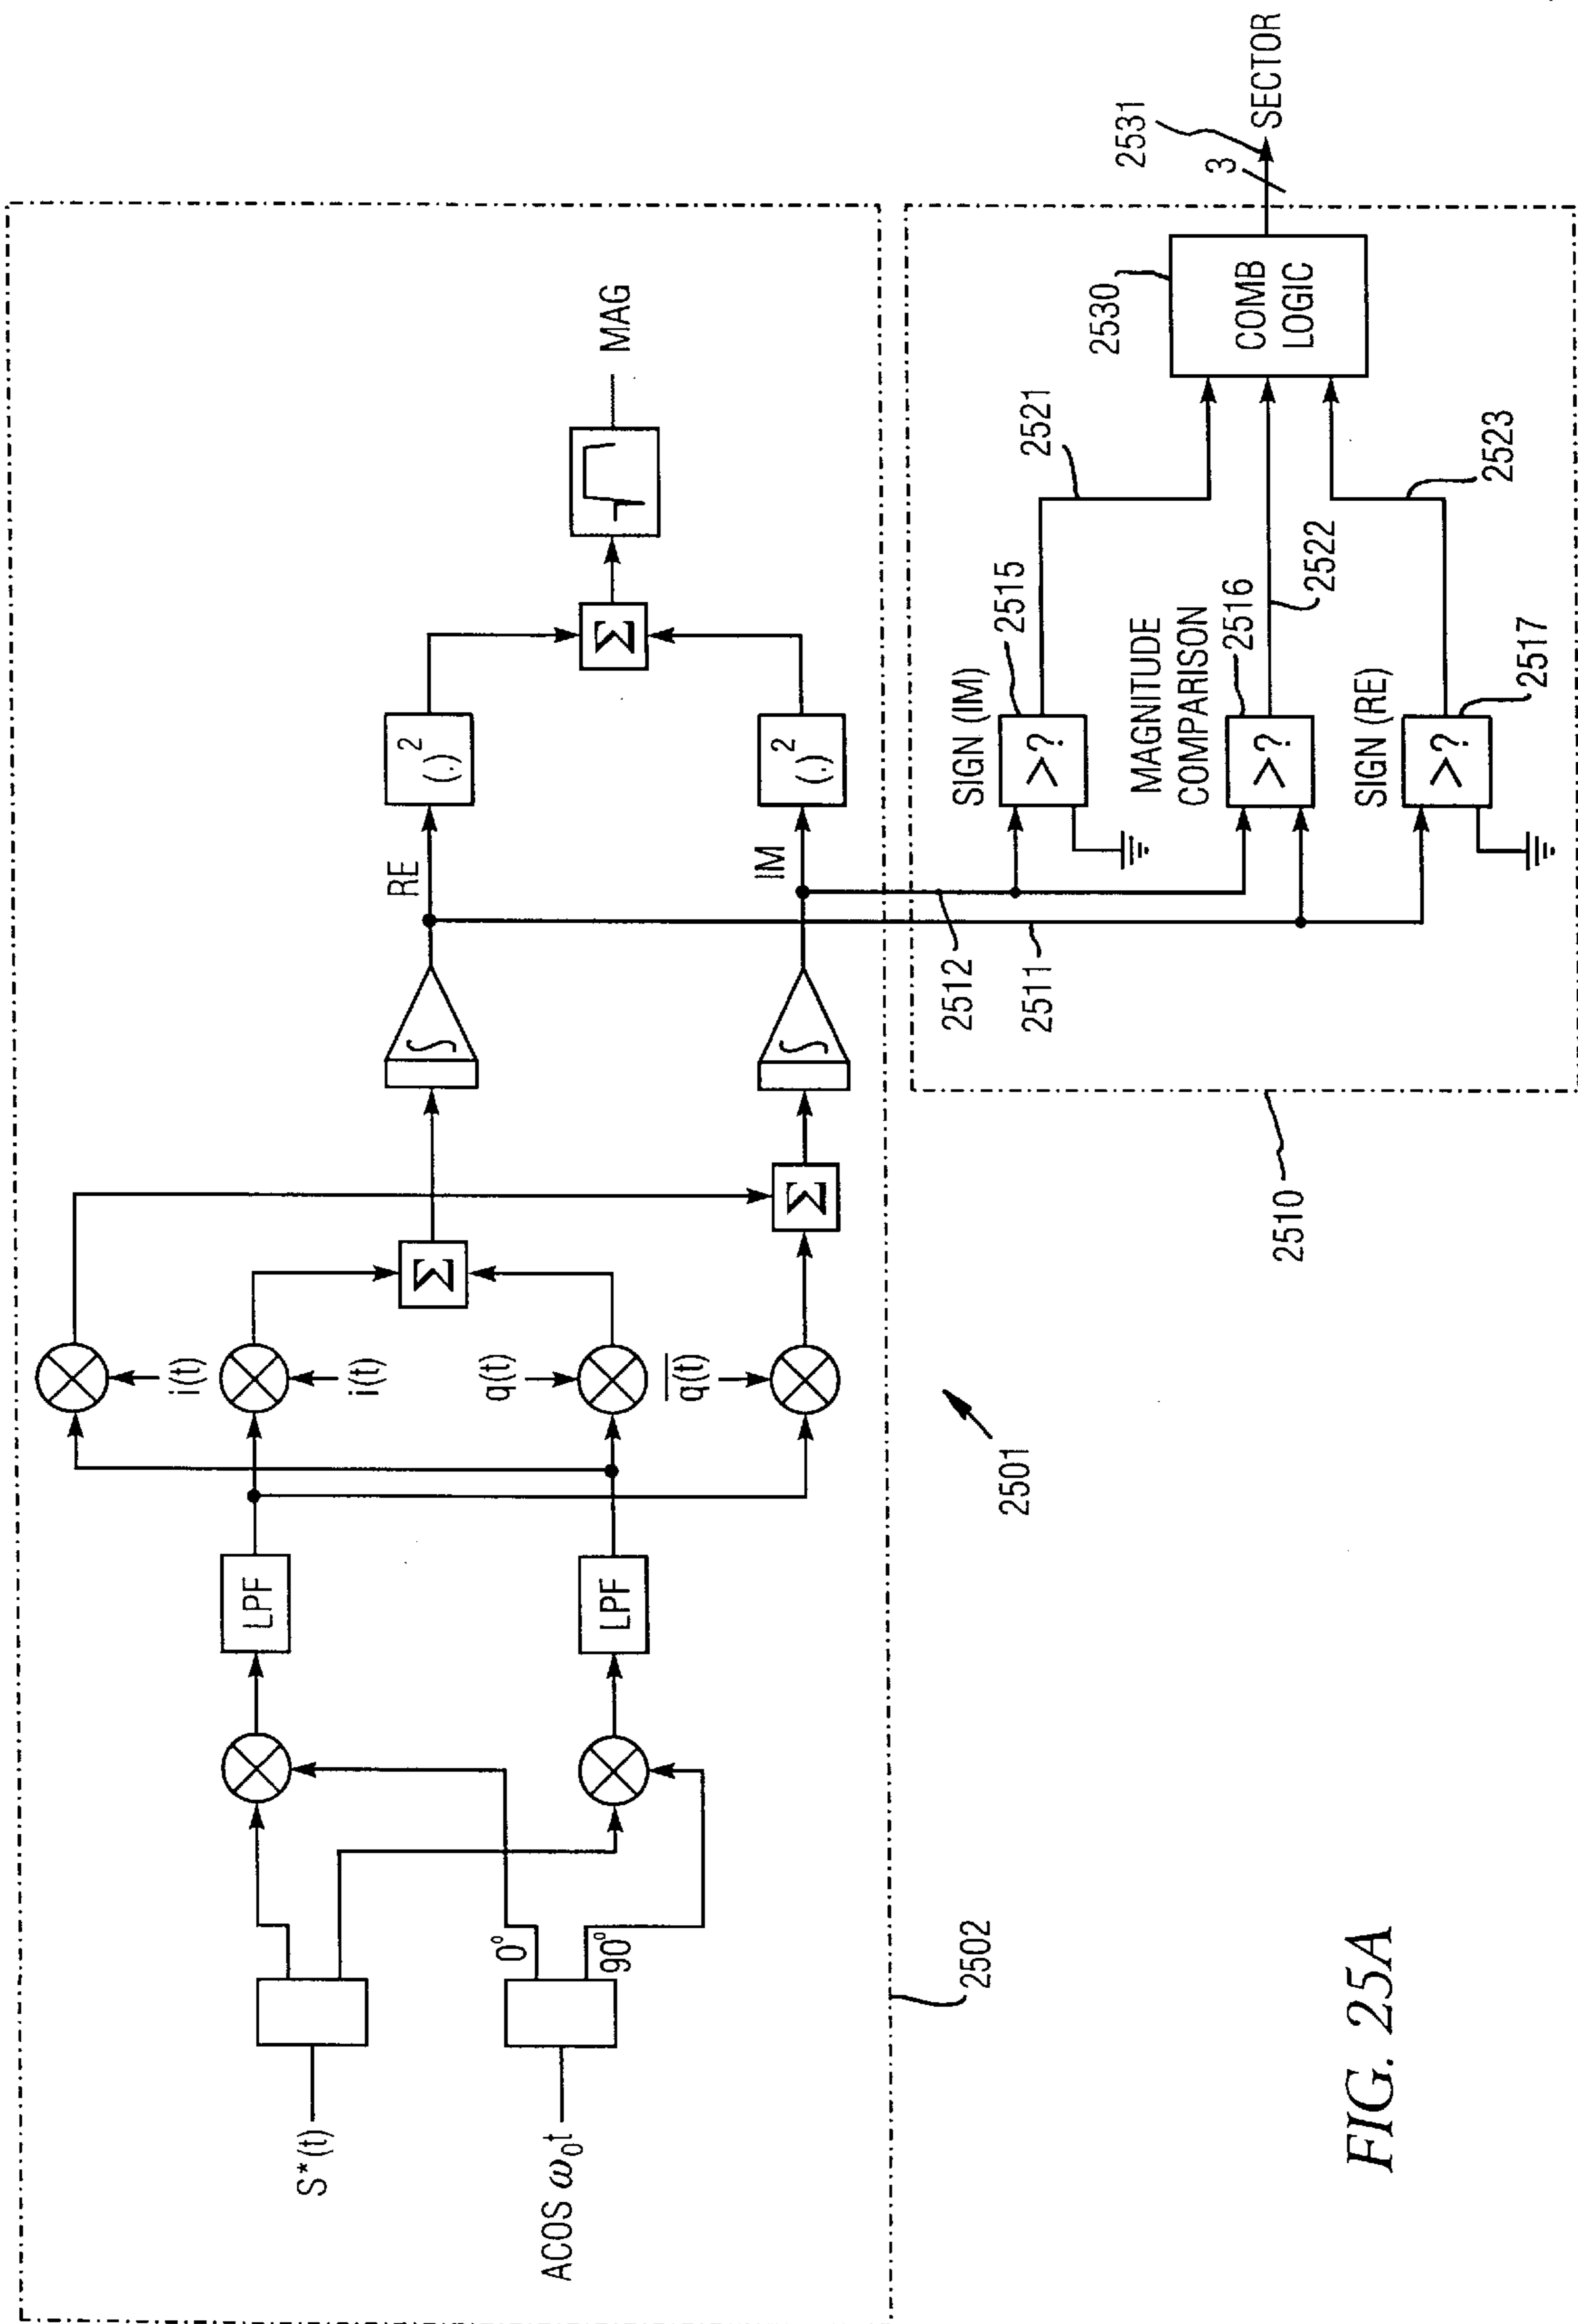 S*(t)
ACOS ω₀t
0°
90°
LPF
LPF
i(t)
i(t)
q(t)
q(t)
Σ
Σ
∫
∫
RE
IM
(.)²
(.)²
Σ
MAG
2502
2501
2510
2512
2511
SIGN (IM)
2515
>?
MAGNITUDE
COMPARISON
2516
>?
SIGN (RE)
2517
>?
2521
2522
2523
2530
COMB
LOGIC
2531
3
SECTOR
FIG. 25A